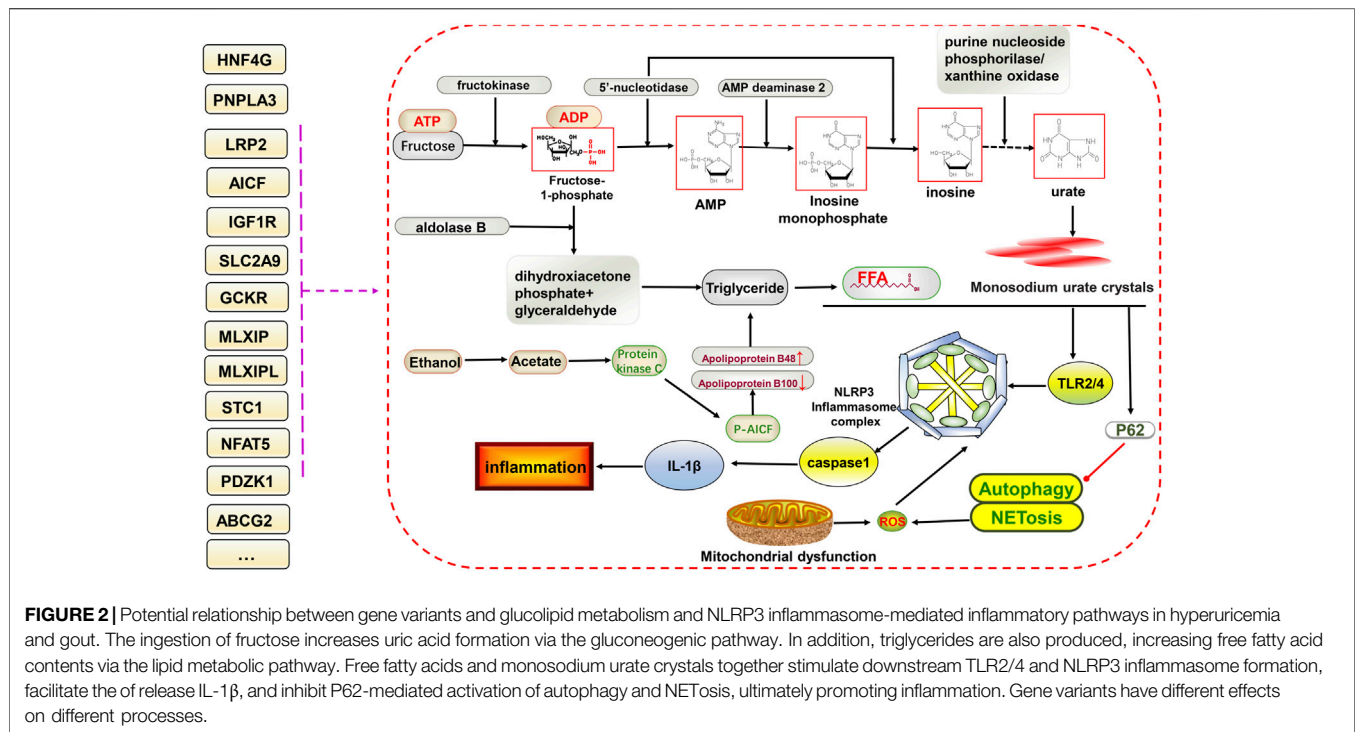 HNF4G
PNPLA3
LRP2
AICF
IGF1R
SLC2A9
GCKR
MLXIP
MLXIPL
STC1
NFAT5
PDZK1
ABCG2
...
fructokinase
5'-nucleotidase
AMP deaminase 2
purine nucleoside
phosphorilase/
xanthine oxidase
ATP
Fructose
ADP
Fructose-
1-phosphate
AMP
Inosine
monophosphate
inosine
urate
aldolase B
dihydroxiacetone
phosphate+
glyceraldehyde
Triglyceride
FFA
Monosodium urate crystals
Ethanol
Acetate
Protein
kinase C
Apolipoprotein B48↑
Apolipoprotein B100↓
P-AICF
NLRP3
Inflammasome
complex
TLR2/4
P62
inflammation
IL-1β
caspase1
Autophagy
NETosis
ROS
Mitochondrial dysfunction
FIGURE 2 | Potential relationship between gene variants and glucolipid metabolism and NLRP3 inflammasome-mediated inflammatory pathways in hyperuricemia
and gout. The ingestion of fructose increases uric acid formation via the gluconeogenic pathway. In addition, triglycerides are also produced, increasing free fatty acid
contents via the lipid metabolic pathway. Free fatty acids and monosodium urate crystals together stimulate downstream TLR2/4 and NLRP3 inflammasome formation,
facilitate the of release IL-1β, and inhibit P62-mediated activation of autophagy and NETosis, ultimately promoting inflammation. Gene variants have different effects
on different processes.